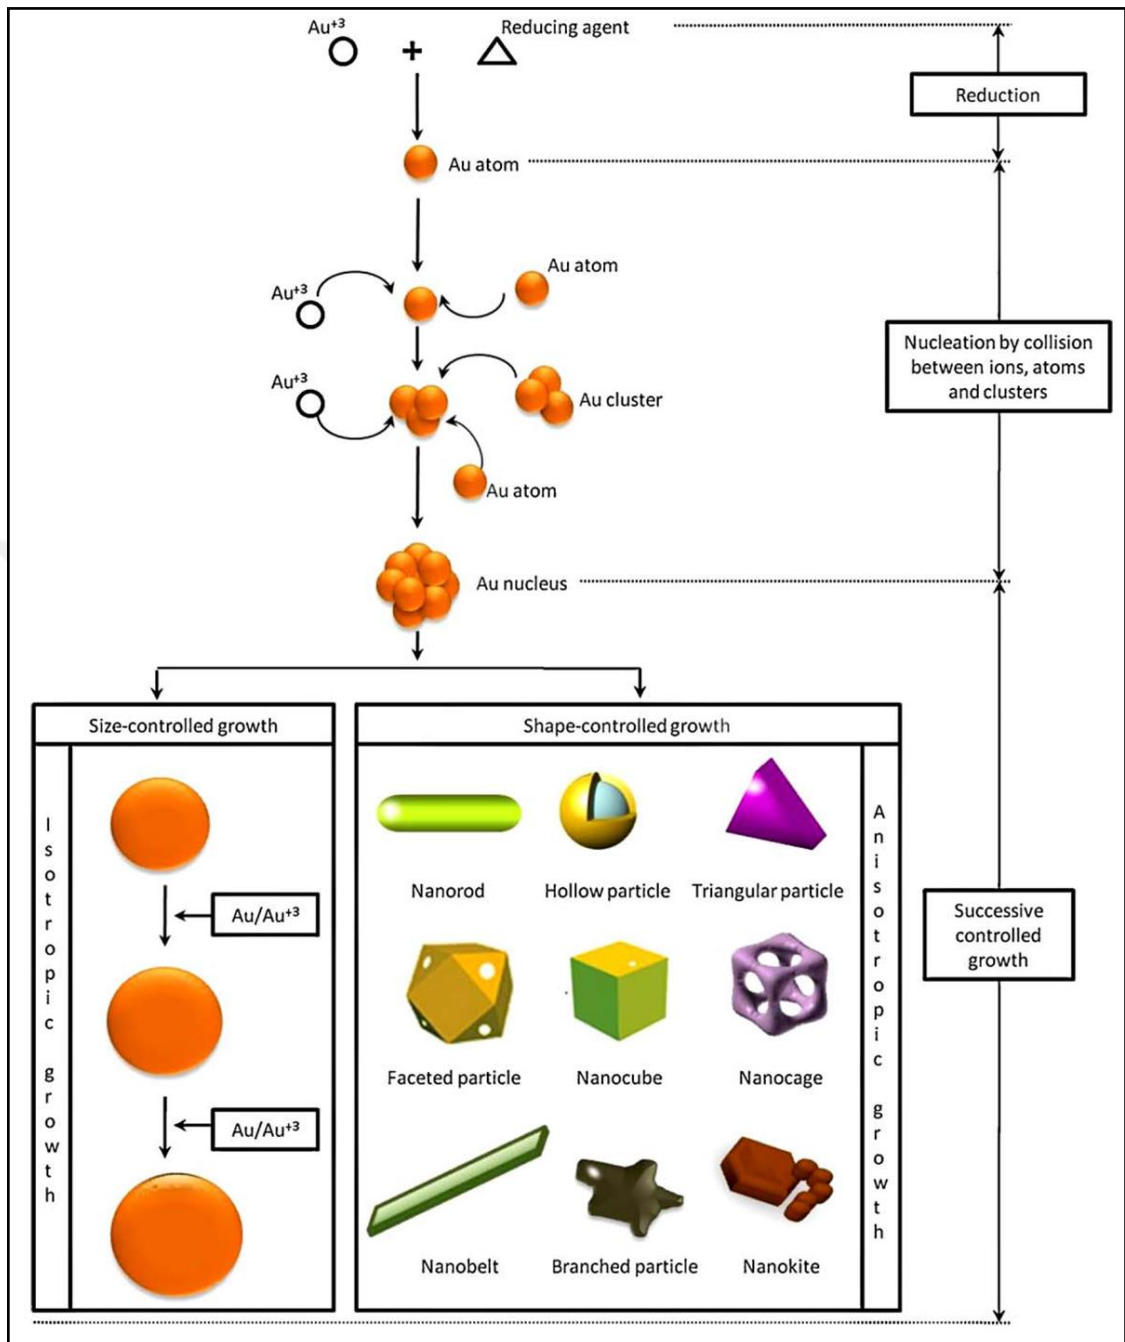 Au+3
+
Reducing agent
Reduction
Au atom
Au atom
Au+3
Nucleation by collision
between ions, atoms
and clusters
Au+3
Au cluster
Au atom
Au nucleus
Size-controlled growth
Isotropic growth
Au/Au+3
Au/Au+3
Shape-controlled growth
Nanorod
Hollow particle
Triangular particle
Faceted particle
Nanocube
Nanocage
Nanobelt
Branched particle
Nanokite
Anisotropic growth
Successive
controlled
growth